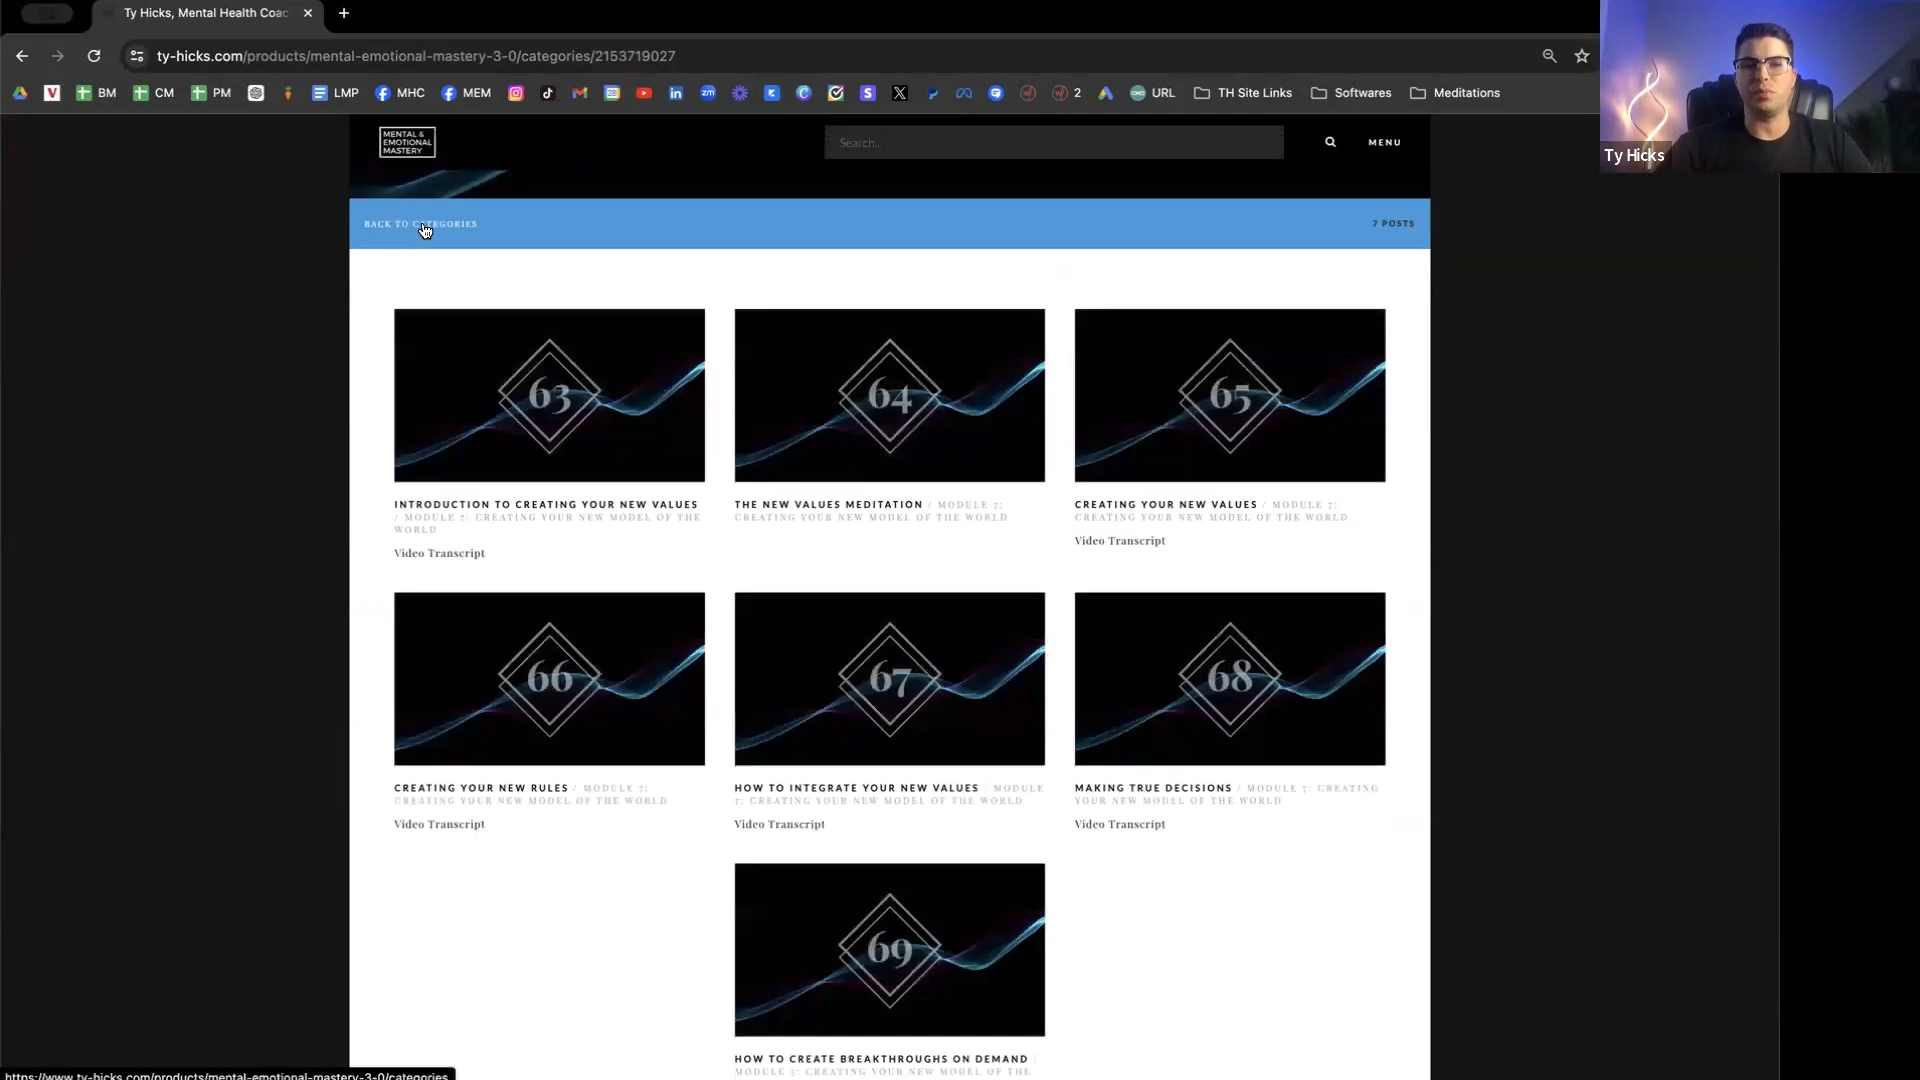 Ty Hicks, Mental Health Coac
ty-hicks.com/products/mental-emotional-mastery-3-0/categories/2153719027
BM CM PM LMP MHC MEM 2 URL TH Site Links Softwares Meditations
MENTAL &
EMOTIONAL
MASTERY
Search...
MENU
Ty Hicks
BACK TO CATEGORIES
7 POSTS
63
64
65
INTRODUCTION TO CREATING YOUR NEW VALUES
/ MODULE 7: CREATING YOUR NEW MODEL OF THE
WORLD
Video Transcript
THE NEW VALUES MEDITATION / MODULE 7:
CREATING YOUR NEW MODEL OF THE WORLD
CREATING YOUR NEW VALUES / MODULE 7:
CREATING YOUR NEW MODEL OF THE WORLD
Video Transcript
66
67
68
CREATING YOUR NEW RULES / MODULE 7:
CREATING YOUR NEW MODEL OF THE WORLD
Video Transcript
HOW TO INTEGRATE YOUR NEW VALUES / MODULE
7: CREATING YOUR NEW MODEL OF THE WORLD
Video Transcript
MAKING TRUE DECISIONS / MODULE 7: CREATING
YOUR NEW MODEL OF THE WORLD
Video Transcript
69
HOW TO CREATE BREAKTHROUGHS ON DEMAND
MODULE 7: CREATING YOUR NEW MODEL OF THE
https://www.ty-hicks.com/products/mental-emotional-mastery-3-0/categories